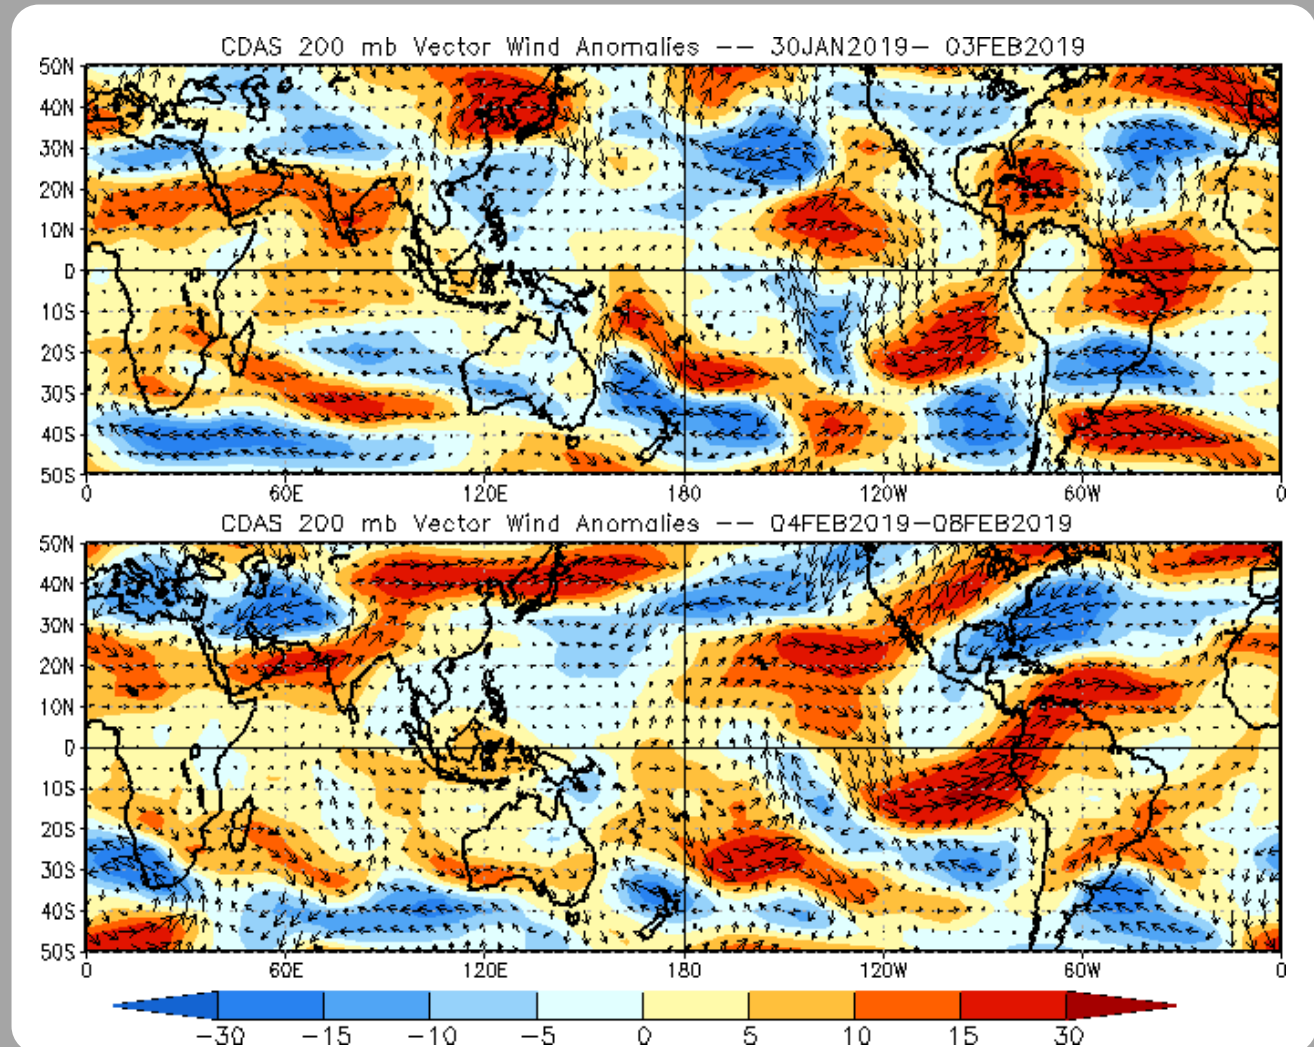 CDAS 200 mb Vector Wind Anomalies -- 30JAN2019- 03FEB2019
50N
40N
30N
20N
10N
0
10S
20S
30S
40S
50S
0 60E 120E 180 120W 60W 0
CDAS 200 mb Vector Wind Anomalies -- 04FEB2019-08FEB2019
50N
40N
30N
20N
10N
0
10S
20S
30S
40S
50S
0 60E 120E 180 120W 60W 0
-30 -15 -10 -5 0 5 10 15 30